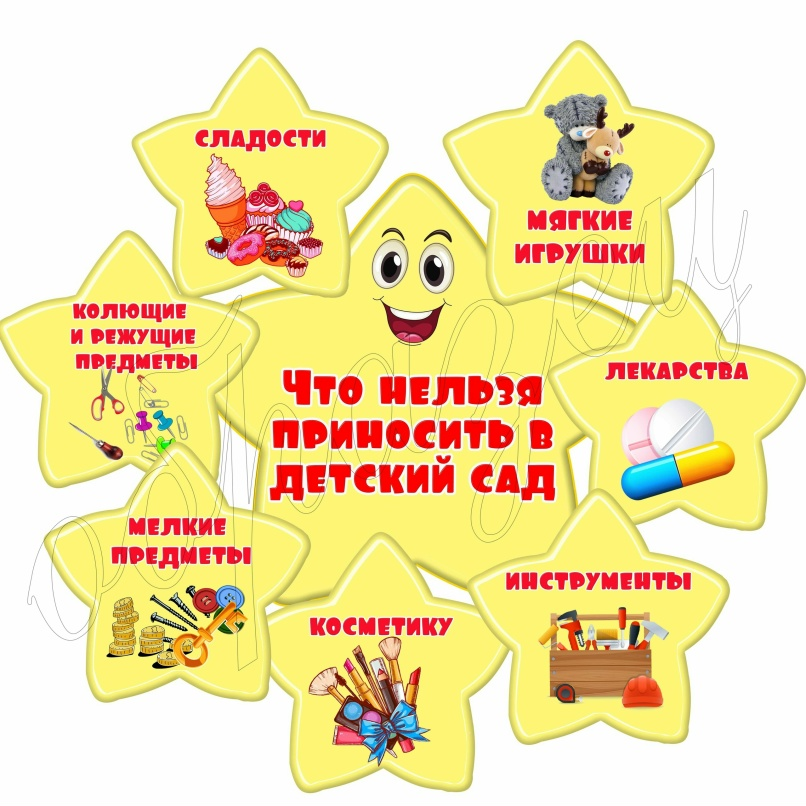 Сладости
Мягкие
игрушки
Колющие
и режущие
предметы
Лекарства
Что нельзя
приносить в
детский сад
Мелкие
предметы
Инструменты
Косметику